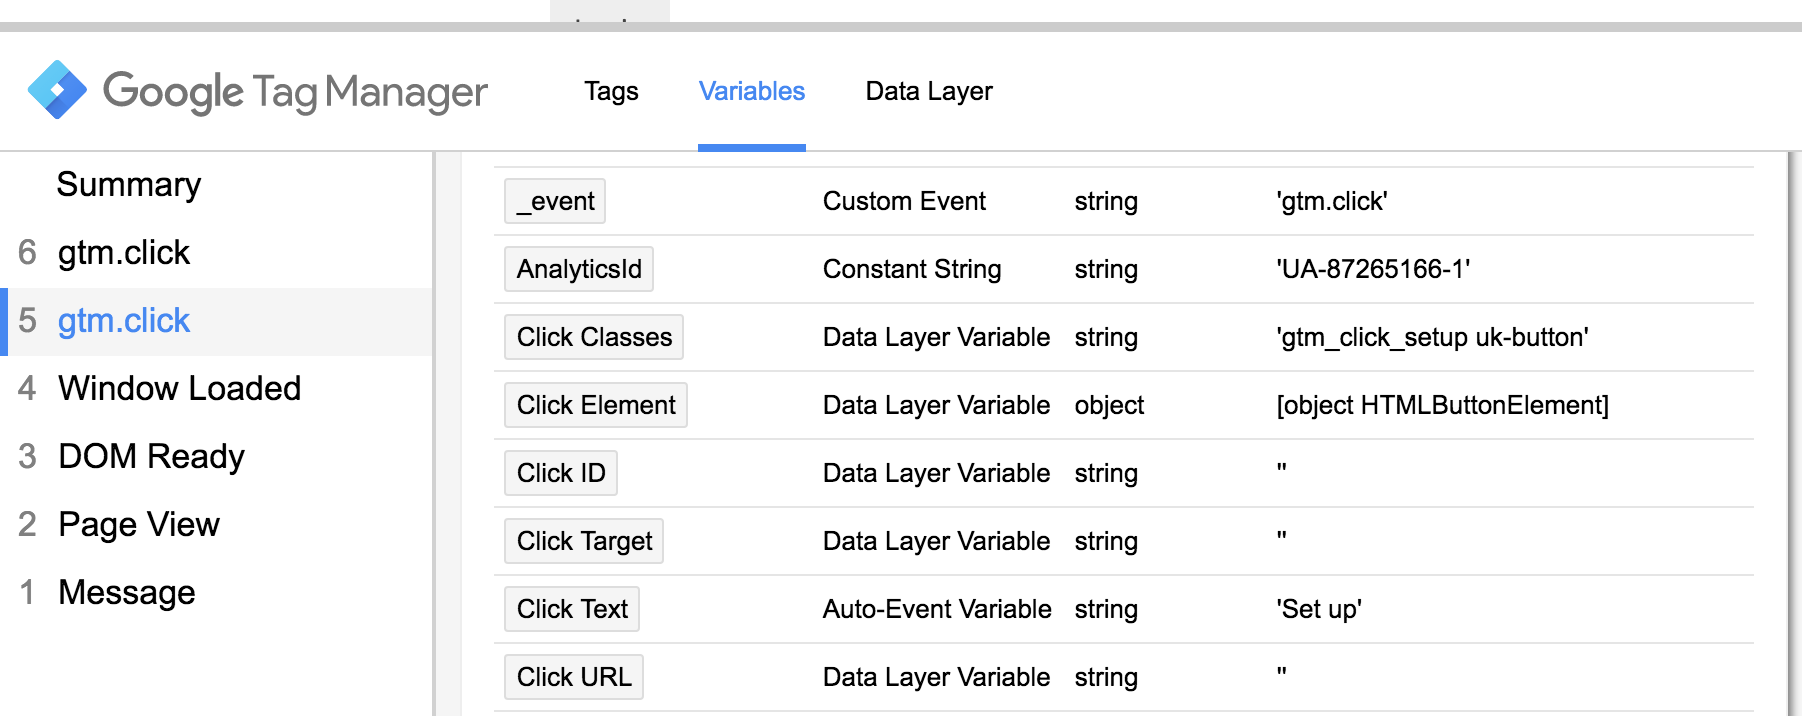 Google Tag Manager Tags Variables Data Layer
Summary
6 gtm.click
5 gtm.click
4 Window Loaded
3 DOM Ready
2 Page View
1 Message
_event Custom Event string 'gtm.click'
AnalyticsId Constant String string 'UA-87265166-1'
Click Classes Data Layer Variable string 'gtm_click_setup uk-button'
Click Element Data Layer Variable object [object HTMLButtonElement]
Click ID Data Layer Variable string ''
Click Target Data Layer Variable string ''
Click Text Auto-Event Variable string 'Set up'
Click URL Data Layer Variable string ''